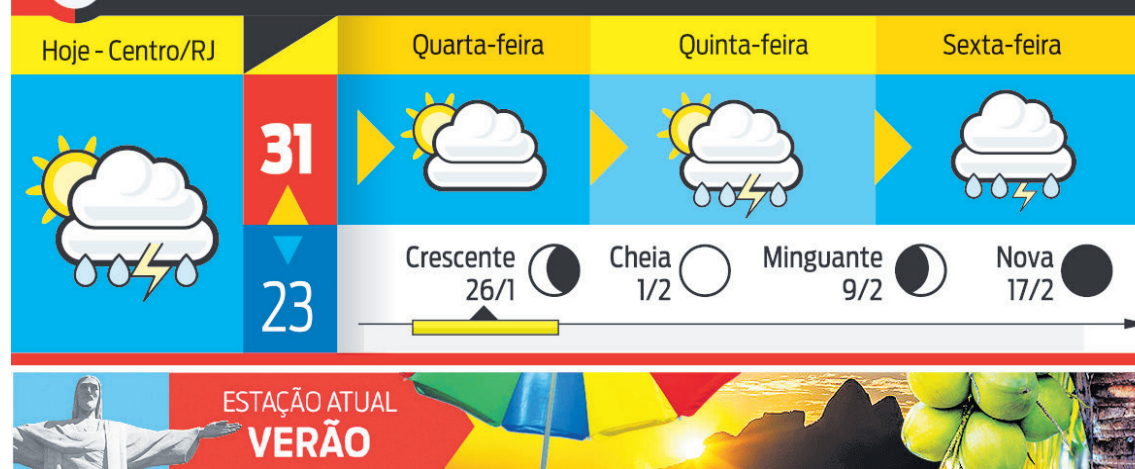 Hoje - Centro/RJ
31
23
Quarta-feira
Quinta-feira
Sexta-feira
Crescente
26/1
Cheia
1/2
Minguante
9/2
Nova
17/2
ESTAÇÃO ATUAL
VERÃO